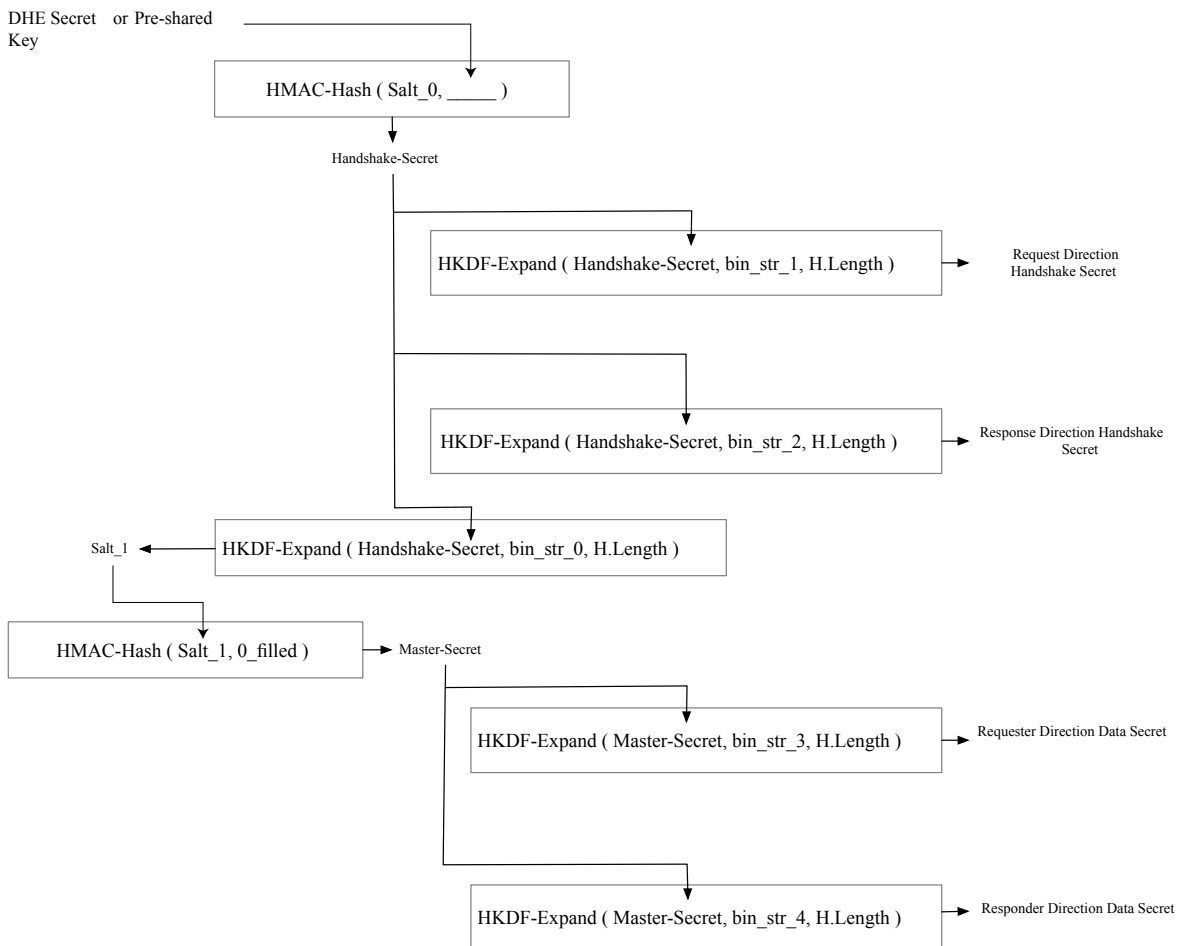 DHE Secret or Pre-shared
Key
HMAC-Hash ( Salt_0, _____ )
Handshake-Secret
HKDF-Expand ( Handshake-Secret, bin_str_1, H.Length )
Request Direction
Handshake Secret
HKDF-Expand ( Handshake-Secret, bin_str_2, H.Length )
Response Direction Handshake
Secret
Salt_1
HKDF-Expand ( Handshake-Secret, bin_str_0, H.Length )
HMAC-Hash ( Salt_1, 0_filled )
Master-Secret
HKDF-Expand ( Master-Secret, bin_str_3, H.Length )
Requester Direction Data Secret
HKDF-Expand ( Master-Secret, bin_str_4, H.Length )
Responder Direction Data Secret